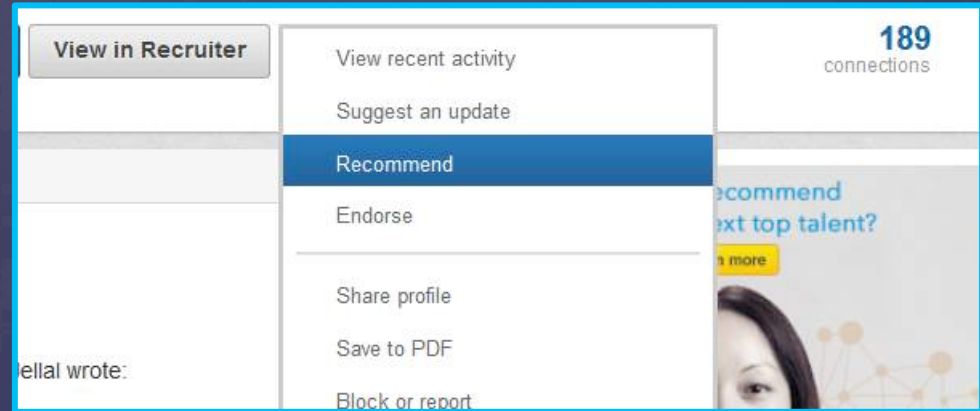 View in Recruiter
View recent activity
189
connections
Suggest an update
Recommend
Endorse
ecommend
ext top talent?
more
Share profile
Save to PDF
Block or report
ellal wrote: